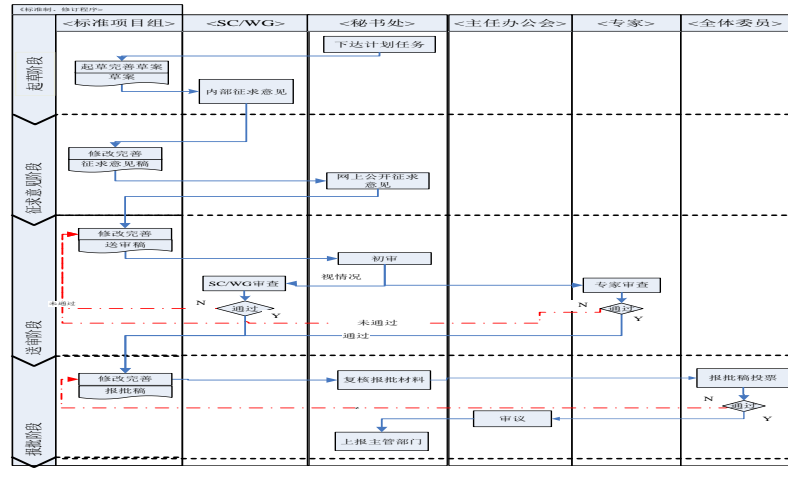 《标准制、修订程序》
<标准项目组>
<SC/WG>
<秘书处>
<主任办公会>
<专家>
<全体委员>
起草阶段
下达计划任务
起草完善草案
草案
内部征求意见
征求意见阶段
修改完善
征求意见稿
网上公开征求
意见
送审阶段
修改完善
送审稿
初审
视情况
SC/WG审查
专家审查
未通过
N
通过
Y
N
通过
Y
未通过
通过
报批阶段
修改完善
报批稿
复核报批材料
报批稿投票
N
通过
Y
审议
上报主管部门